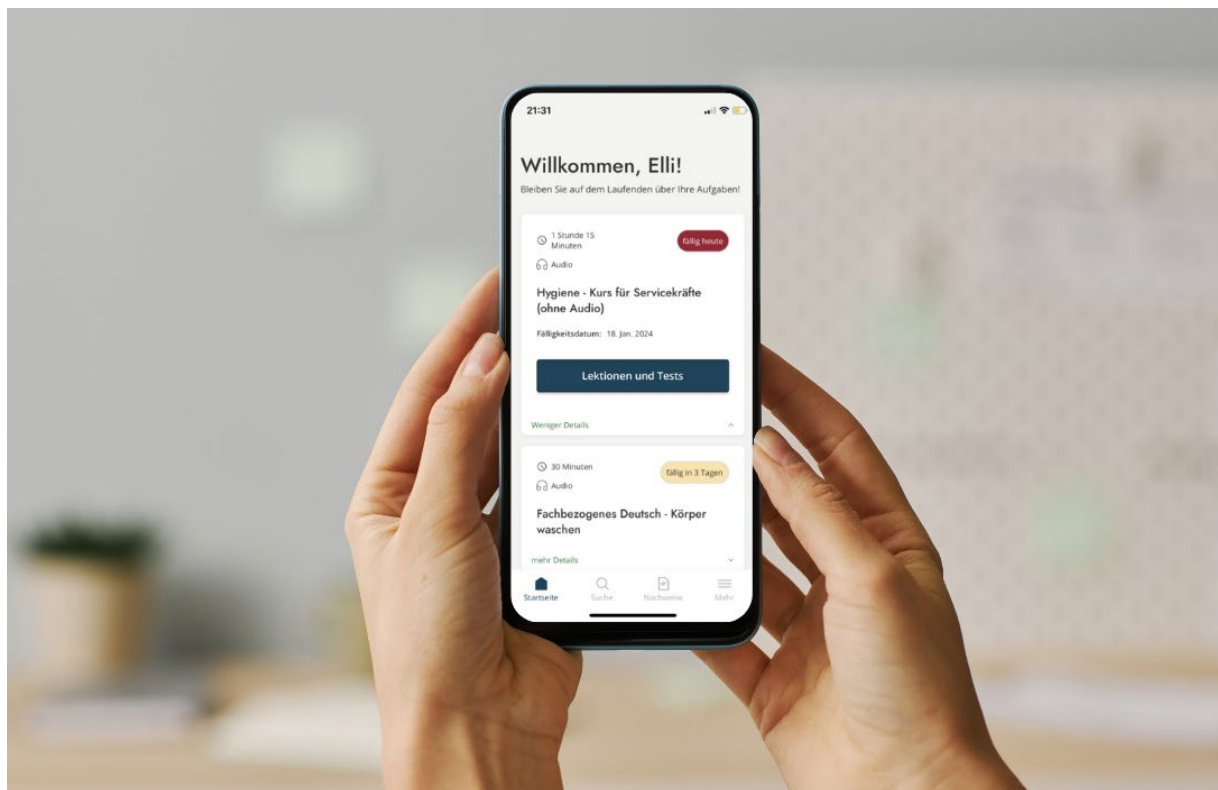 21:31
Willkommen, Elli!
Bleiben Sie auf dem Laufenden über Ihre Aufgaben!
1 Stunde 15
Minuten
fällig heute
Audio
Hygiene - Kurs für Servicekräfte
(ohne Audio)
Fälligkeitsdatum: 18. Jan. 2024
Lektionen und Tests
Weniger Details
30 Minuten
fällig in 3 Tagen
Audio
Fachbezogenes Deutsch - Körper
waschen
mehr Details
Startseite Suche Nachweise Mehr